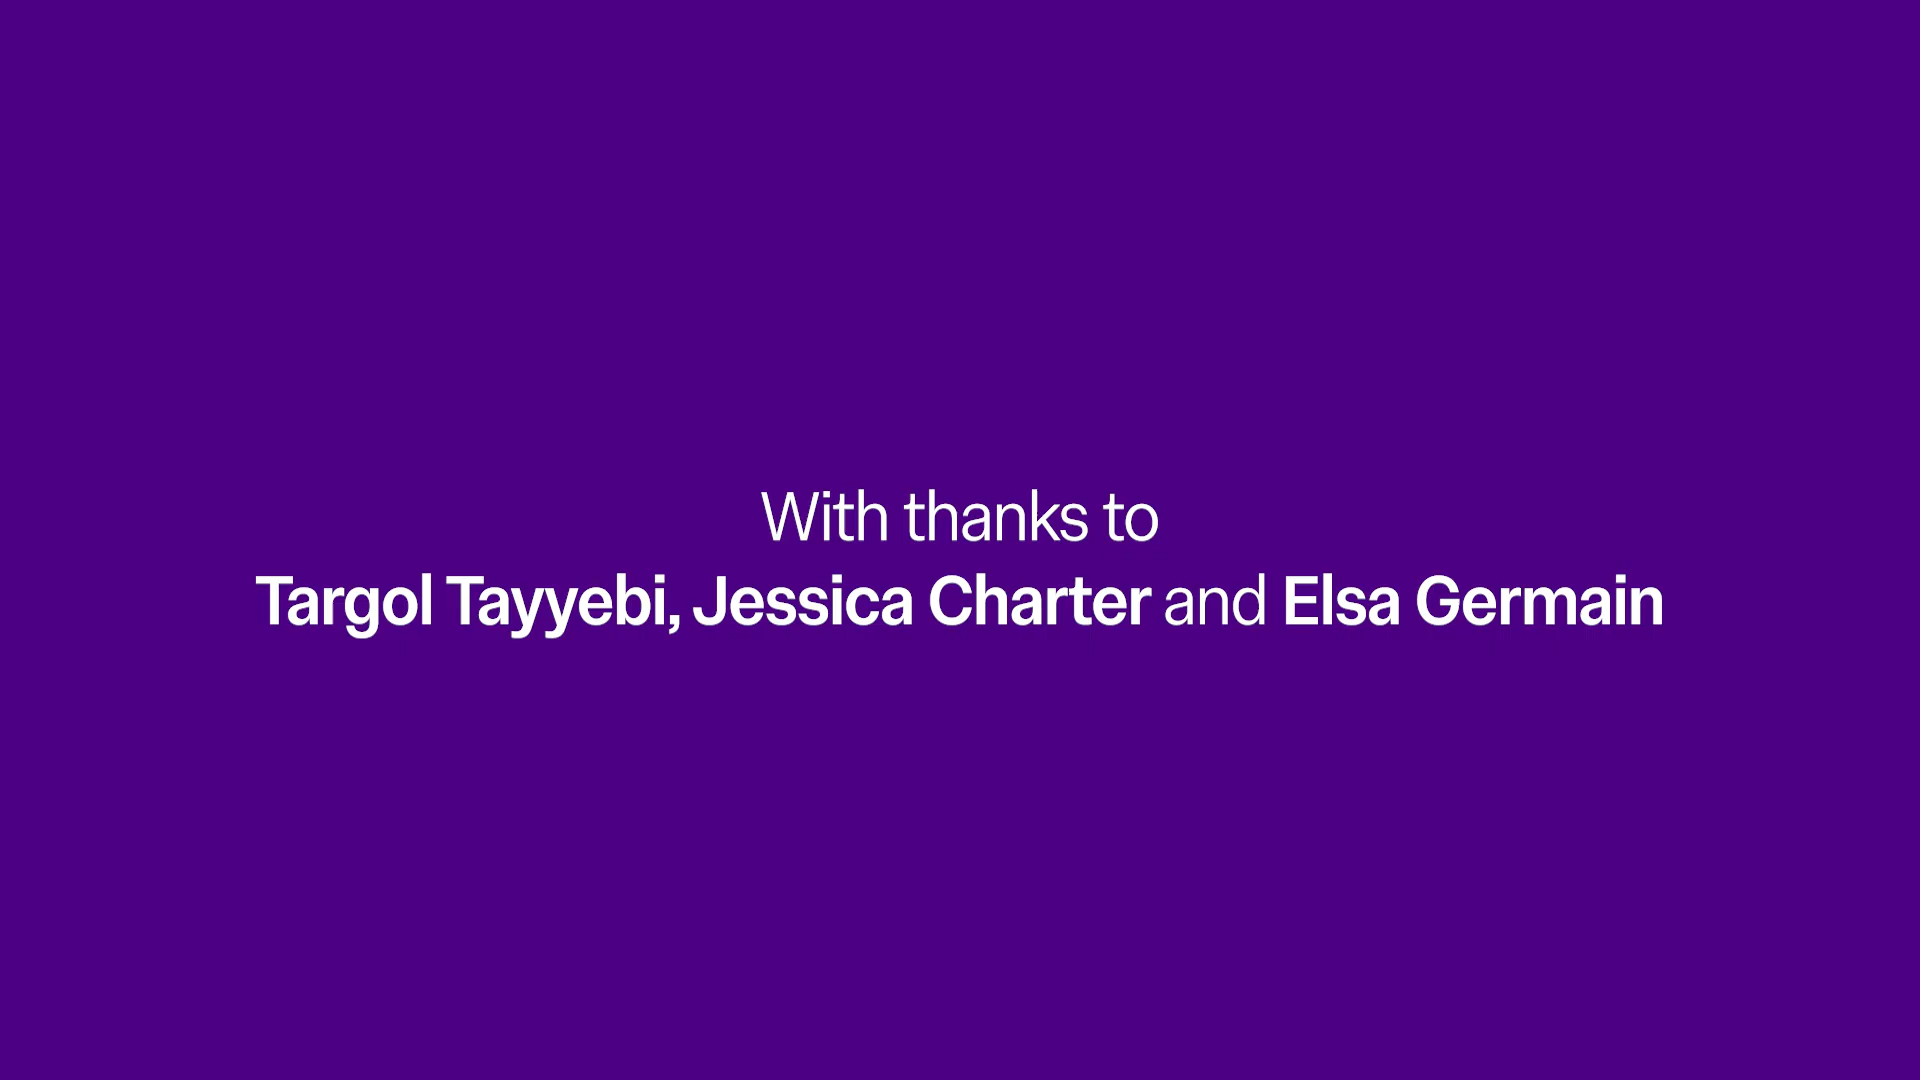 With thanks to
Targol Tayyebi, Jessica Charter and Elsa Germain